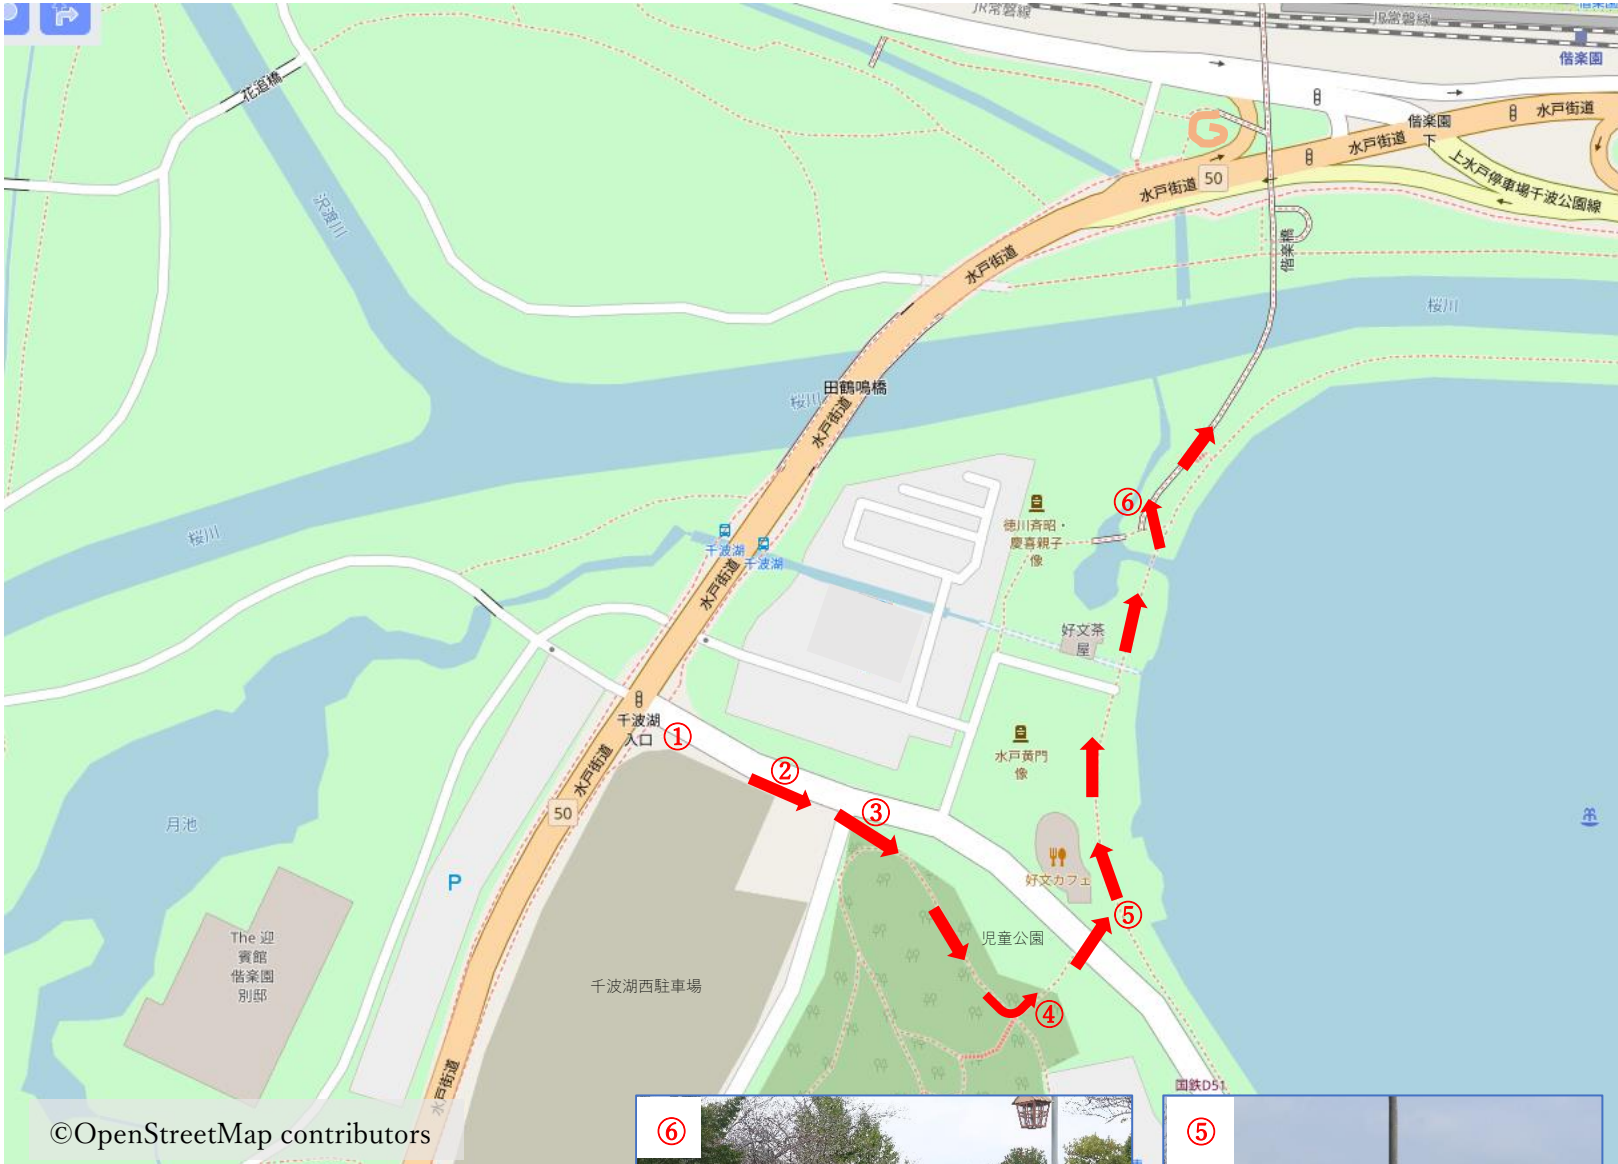 JR常磐線
JR常磐線
偕楽園
花追橋
沢渡川
水戸街道
偕楽園
下
水戸街道
水戸街道
50
上水戸停車場千波公園線
G
偕楽橋
水戸街道
桜川
田鶴鳴橋
桜川
水戸街道
桜川
千波湖
千波湖
水戸街道
徳川斉昭・
慶喜親子
像
⑥
好文茶
屋
千波湖
入口
①
水戸黄門
像
②
③
水戸街道
50
月池
P
好文カフェ
⑤
The 迎
賓館
偕楽園
別邸
児童公園
千波湖西駐車場
④
国鉄D51
水戸街道
©OpenStreetMap contributors
⑥
⑤